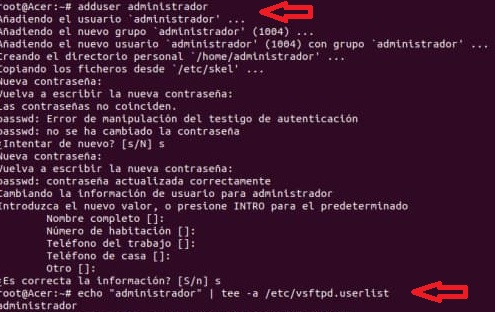 root@Acer:~# adduser administrador
Añadiendo el usuario `administrador' ...
Añadiendo el nuevo grupo `administrador' (1004) ...
Añadiendo el nuevo usuario `administrador' (1004) con grupo `administrador' ...
Creando el directorio personal `/home/administrador' ...
Copiando los ficheros desde `/etc/skel' ...
Nueva contraseña:
Vuelva a escribir la nueva contraseña:
Las contraseñas no coinciden.
passwd: Error de manipulación del testigo de autenticación
passwd: no se ha cambiado la contraseña
¿Intentar de nuevo? [s/N] s
Nueva contraseña:
Vuelva a escribir la nueva contraseña:
passwd: contraseña actualizada correctamente
Cambiando la información de usuario para administrador
Introduzca el nuevo valor, o presione INTRO para el predeterminado
Nombre completo []:
Número de habitación []:
Teléfono del trabajo []:
Teléfono de casa []:
Otro []:
¿Es correcta la información? [S/n] s
root@Acer:~# echo "administrador" | tee -a /etc/vsftpd.userlist
administrador